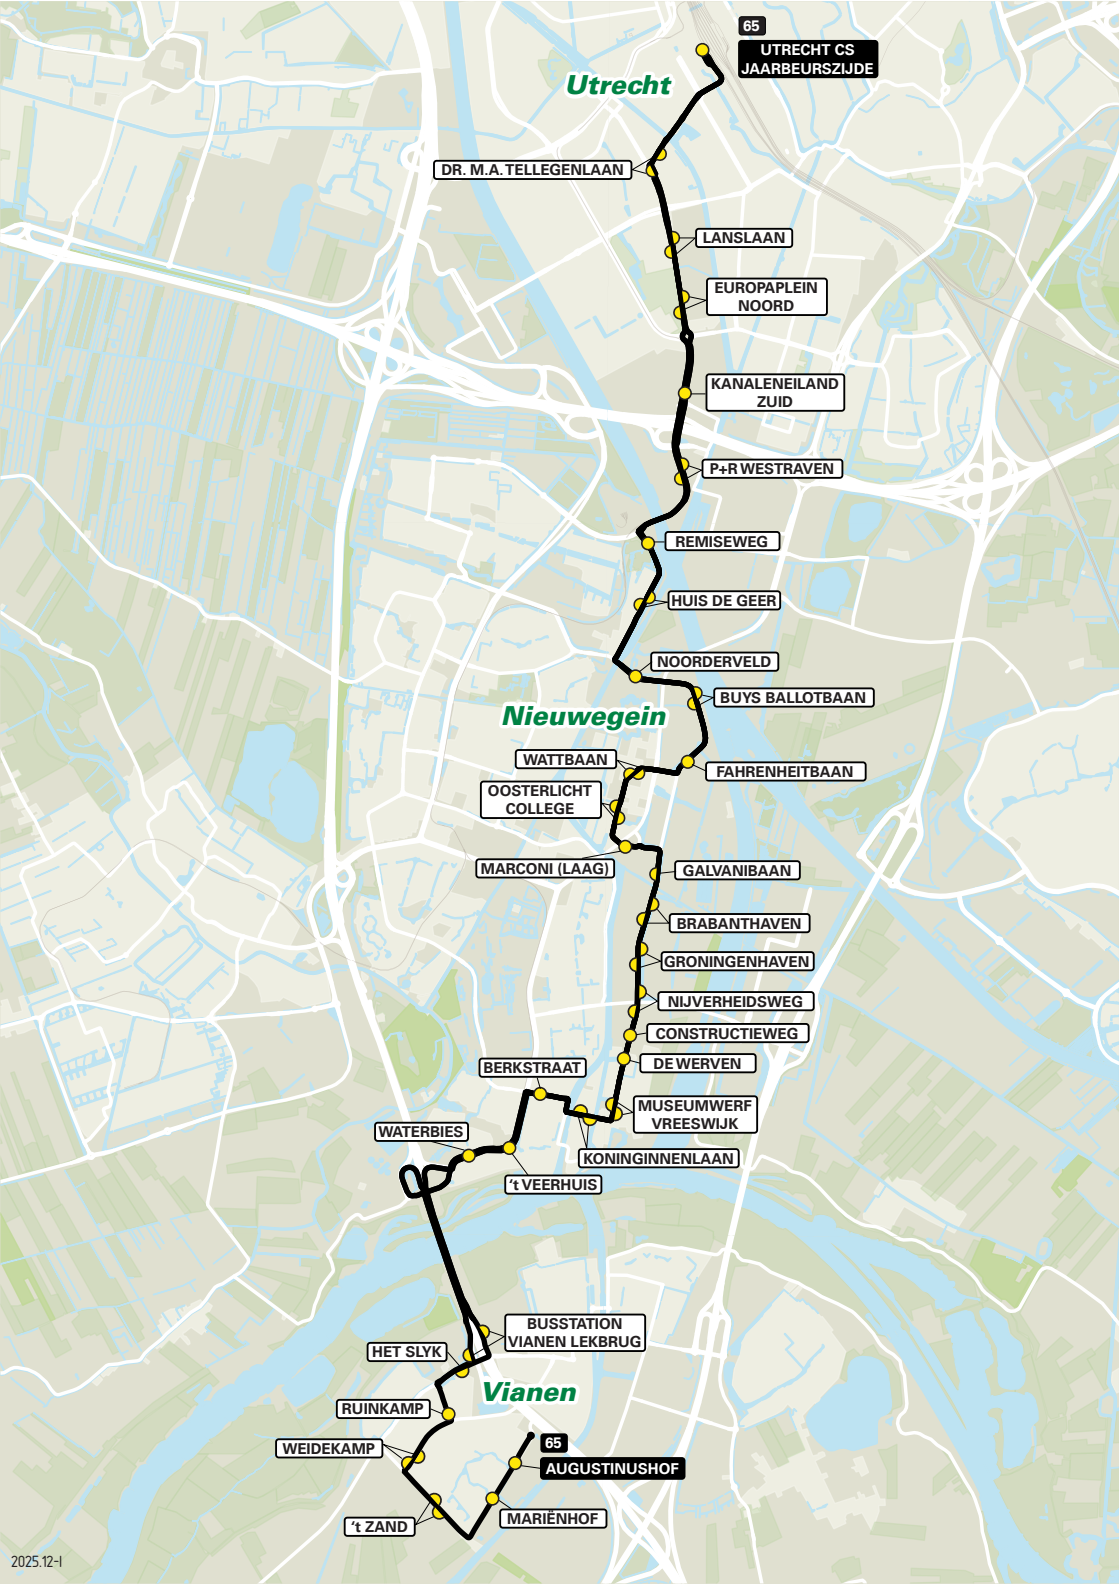 65
UTRECHT CS
JAARBEURSZIJDE
Utrecht
DR. M.A. TELLEGENLAAN
LANSLAAN
EUROPAPLEIN
NOORD
KANALENEILAND
ZUID
P+R WESTRAVEN
REMISEWEG
HUIS DE GEER
NOORDERVELD
BUYS BALLOTBAAN
Nieuwegein
WATTBAAN
FAHRENHEITBAAN
OOSTERLICHT
COLLEGE
MARCONI (LAAG)
GALVANIBAAN
BRABANTHAVEN
GRONINGENHAVEN
NIJVERHEIDSWEG
CONSTRUCTIEWEG
DE WERVEN
BERKSTRAAT
MUSEUMWERF
VREESWIJK
WATERBIES
KONINGINNENLAAN
‘t VEERHUIS
BUSSTATION
VIANEN LEKBRUG
HET SLYK
Vianen
RUINKAMP
WEIDEKAMP
65
AUGUSTINUSHOF
MARIËNHOF
‘t ZAND
2025.12-I